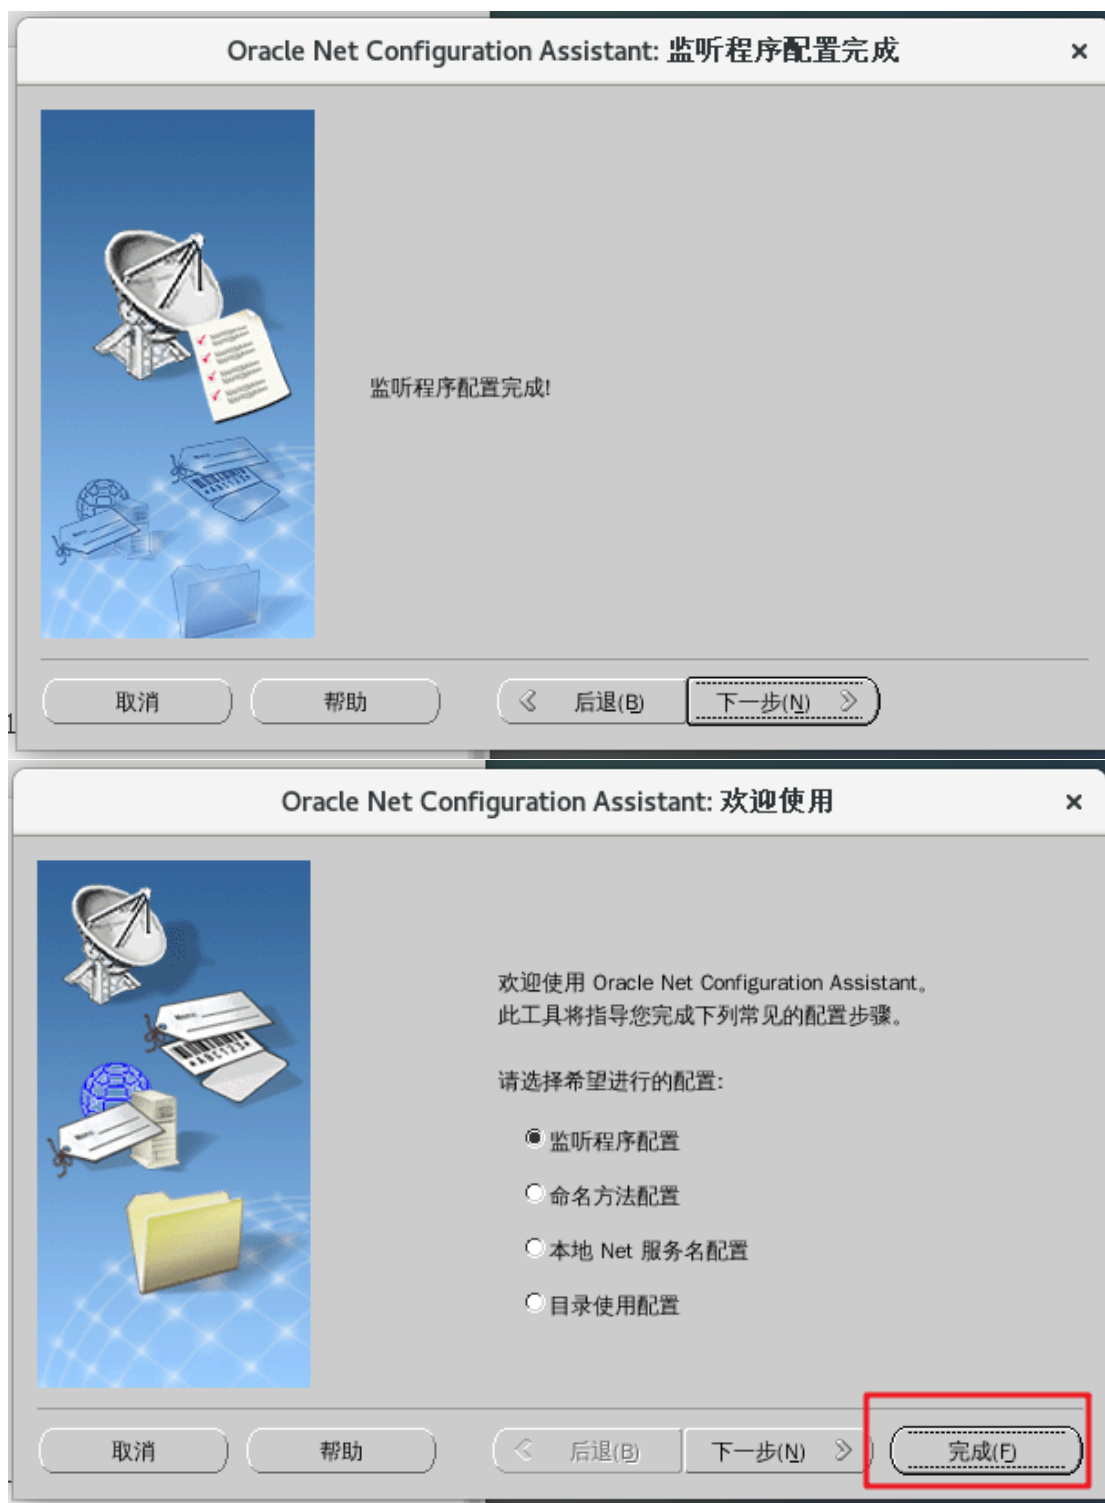 Oracle Net Configuration Assistant: 监听程序配置完成
监听程序配置完成!
取消
帮助
后退(B)
下一步(N)
Oracle Net Configuration Assistant: 欢迎使用
欢迎使用 Oracle Net Configuration Assistant。
此工具将指导您完成下列常见的配置步骤。
请选择希望进行的配置:
监听程序配置
命名方法配置
本地 Net 服务名配置
目录使用配置
取消
帮助
后退(B)
下一步(N)
完成(F)